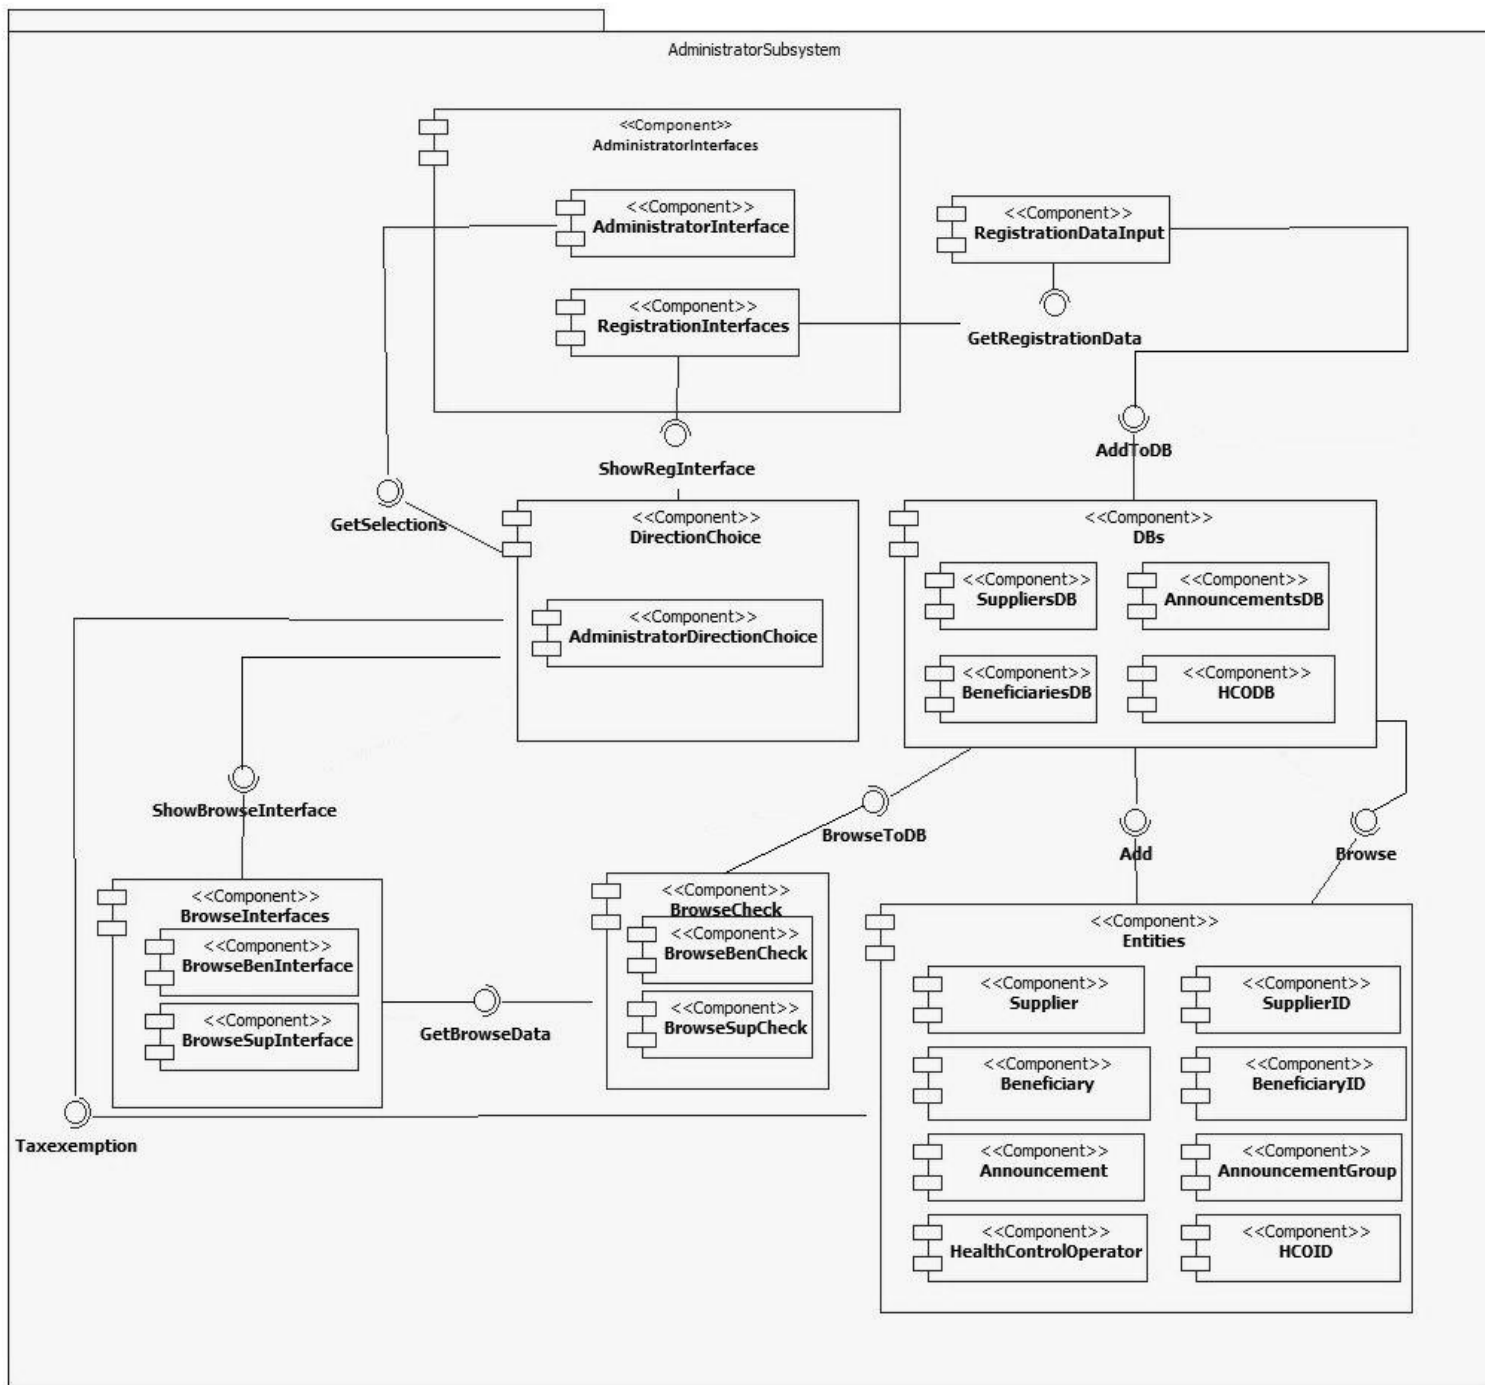 AdministratorSubsystem
<<Component>>
AdministratorInterfaces
<<Component>>
AdministratorInterface
<<Component>>
RegistrationDataInput
<<Component>>
RegistrationInterfaces
GetRegistrationData
AddToDB
ShowRegInterface
GetSelections
<<Component>>
DirectionChoice
<<Component>>
AdministratorDirectionChoice
<<Component>>
DBs
<<Component>>
SuppliersDB
<<Component>>
AnnouncementsDB
<<Component>>
BeneficiariesDB
<<Component>>
HCODB
ShowBrowseInterface
BrowseToDB
Add
Browse
<<Component>>
BrowseInterfaces
<<Component>>
BrowseBenInterface
<<Component>>
BrowseSupInterface
GetBrowseData
<<Component>>
BrowseCheck
<<Component>>
BrowseBenCheck
<<Component>>
BrowseSupCheck
Taxexemption
<<Component>>
Entities
<<Component>>
Supplier
<<Component>>
SupplierID
<<Component>>
Beneficiary
<<Component>>
BeneficiaryID
<<Component>>
Announcement
<<Component>>
AnnouncementGroup
<<Component>>
HealthControlOperator
<<Component>>
HCOID